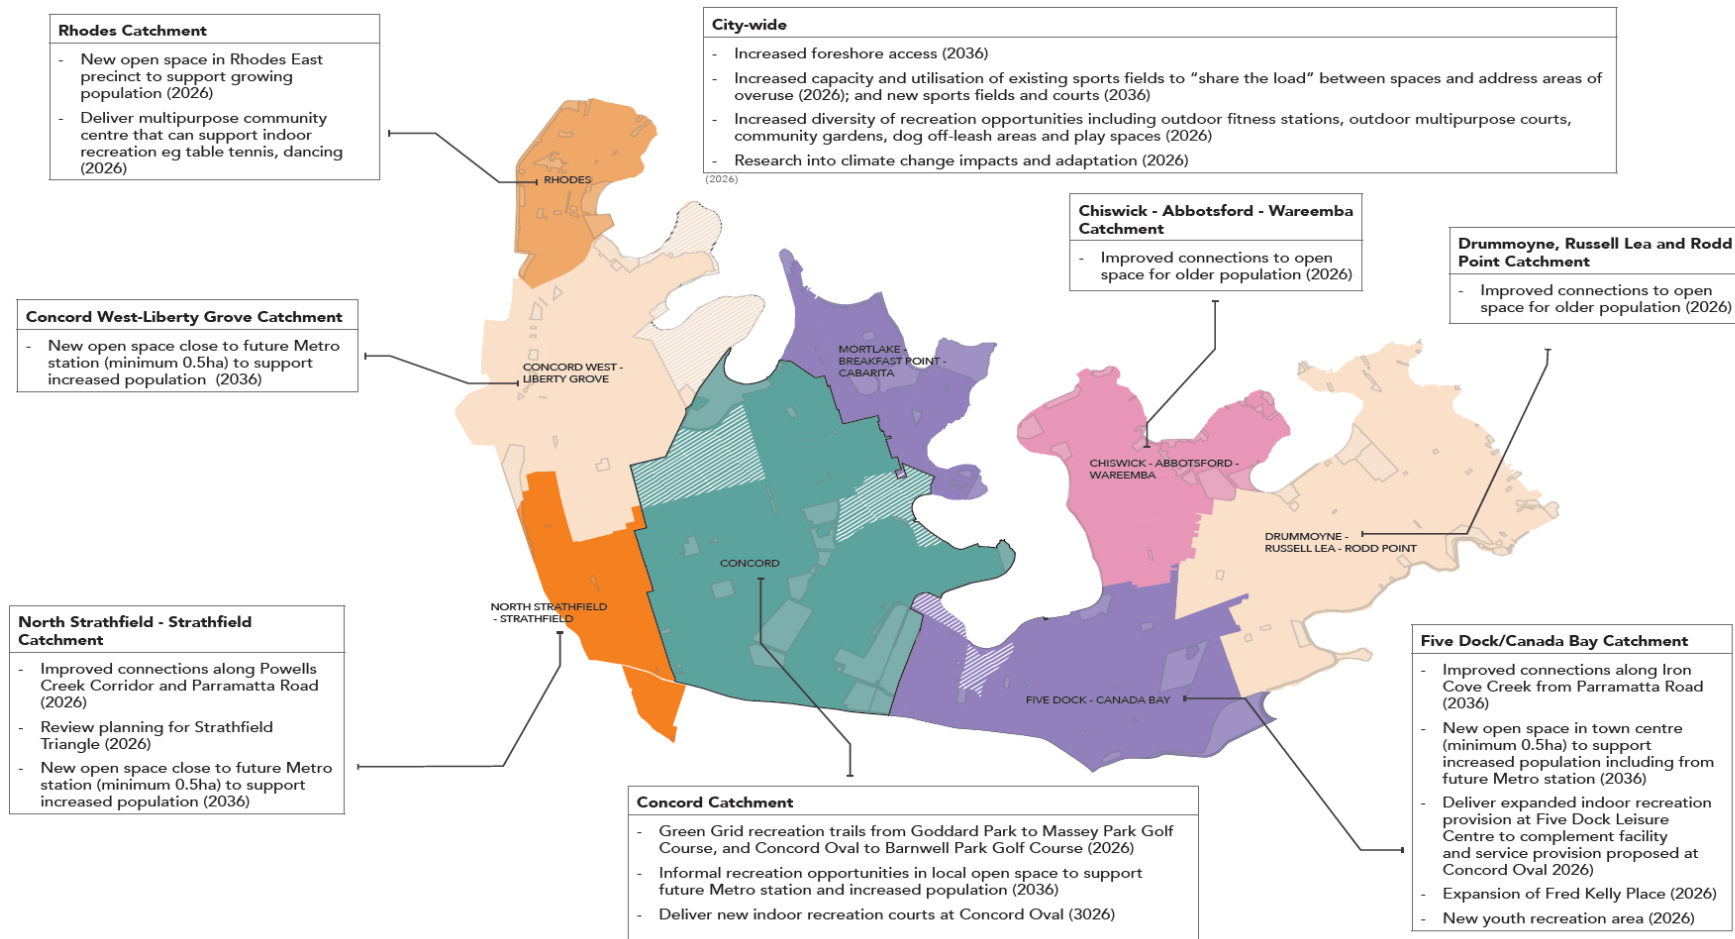 Rhodes Catchment
- New open space in Rhodes East
precinct to support growing
population (2026)
- Deliver multipurpose community
centre that can support indoor
recreation eg table tennis, dancing
(2026)
City-wide
- Increased foreshore access (2036)
- Increased capacity and utilisation of existing sports fields to “share the load” between spaces and address areas of
overuse (2026); and new sports fields and courts (2036)
- Increased diversity of recreation opportunities including outdoor fitness stations, outdoor multipurpose courts,
community gardens, dog off-leash areas and play spaces (2026)
- Research into climate change impacts and adaptation (2026)
(2026)
Chiswick - Abbotsford - Wareemba
Catchment
- Improved connections to open
space for older population (2026)
Drummoyne, Russell Lea and Rodd
Point Catchment
- Improved connections to open
space for older population (2026)
Concord West-Liberty Grove Catchment
- New open space close to future Metro
station (minimum 0.5ha) to support
increased population (2036)
RHODES
CONCORD WEST -
LIBERTY GROVE
MORTLAKE -
BREAKFAST POINT -
CABARITA
CHISWICK - ABBOTSFORD -
WAREEMBA
DRUMMOYNE -
RUSSELL LEA - RODD POINT
CONCORD
NORTH STRATHFIELD
- STRATHFIELD
FIVE DOCK - CANADA BAY
North Strathfield - Strathfield
Catchment
- Improved connections along Powells
Creek Corridor and Parramatta Road
(2026)
- Review planning for Strathfield
Triangle (2026)
- New open space close to future Metro
station (minimum 0.5ha) to support
increased population (2036)
Concord Catchment
- Green Grid recreation trails from Goddard Park to Massey Park Golf
Course, and Concord Oval to Barnwell Park Golf Course (2026)
- Informal recreation opportunities in local open space to support
future Metro station and increased population (2036)
- Deliver new indoor recreation courts at Concord Oval (3026)
Five Dock/Canada Bay Catchment
- Improved connections along Iron
Cove Creek from Parramatta Road
(2036)
- New open space in town centre
(minimum 0.5ha) to support
increased population including from
future Metro station (2036)
- Deliver expanded indoor recreation
provision at Five Dock Leisure
Centre to complement facility
and service provision proposed at
Concord Oval 2026)
- Expansion of Fred Kelly Place (2026)
- New youth recreation area (2026)